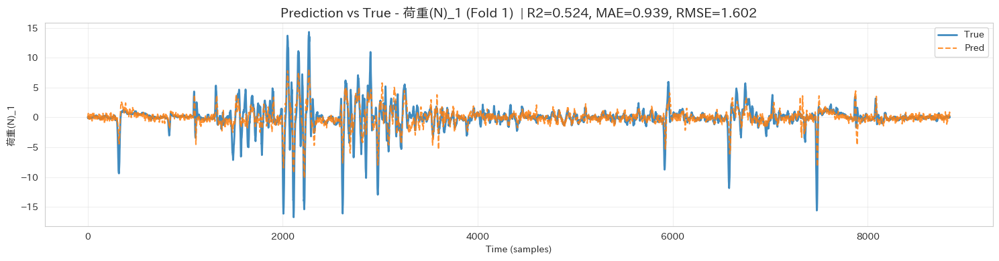 Prediction vs True - 荷重(N)_1 (Fold 1) | R2=0.524, MAE=0.939, RMSE=1.602
True
Pred
荷重(N)_1
15
10
5
0
−5
−10
−15
0
2000
4000
6000
8000
Time (samples)